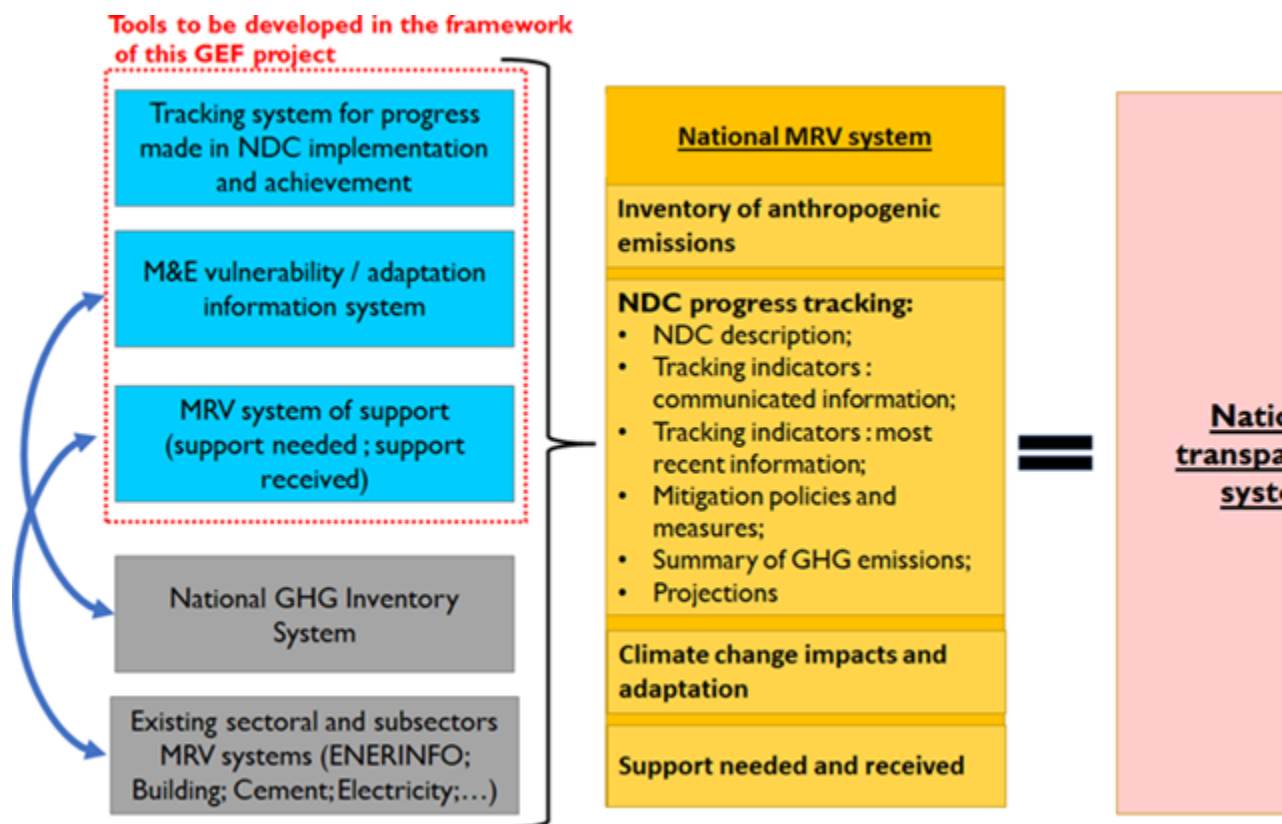 Tools to be developed in the framework
of this GEF project
Tracking system for progress
made in NDC implementation
and achievement
M&E vulnerability / adaptation
information system
MRV system of support
(support needed ; support
received)
National GHG Inventory
System
Existing sectoral and subsectors
MRV systems (ENERINFO;
Building; Cement; Electricity;…)
National MRV system
Inventory of anthropogenic
emissions
NDC progress tracking:
• NDC description;
• Tracking indicators :
communicated information;
• Tracking indicators : most
recent information;
• Mitigation policies and
measures;
• Summary of GHG emissions;
• Projections
Climate change impacts and
adaptation
Support needed and received
=